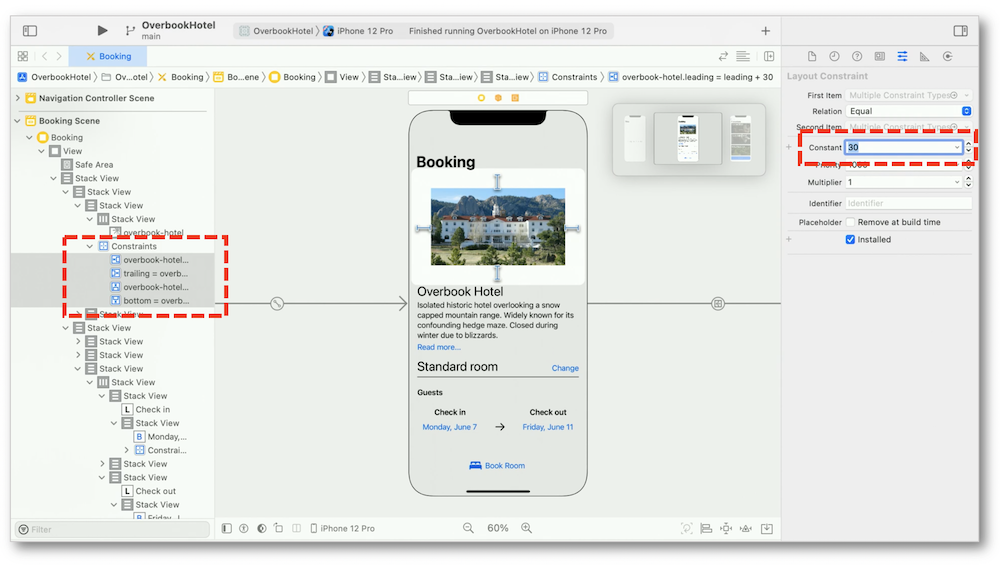 OverbookHotel
main
OverbookHotel
iPhone 12 Pro
Finished running OverbookHotel on iPhone 12 Pro
Booking
OverbookHotel
Ov...otel
Booking
Bo...ene
Booking
View
Sta...iew
Sta...iew
Sta...iew
Constraints
overbook-hotel.leading = leading + 30
Navigation Controller Scene
Booking Scene
Booking
View
Safe Area
Stack View
Stack View
Stack View
Stack View
overbook-hotel
Constraints
overbook-hotel...
trailing = overb...
overbook-hotel...
bottom = overb...
Stack View
Stack View
Stack View
Stack View
Stack View
Stack View
Stack View
L Check in
Stack View
B Monday,...
Constrai...
Stack View
Stack View
L Check out
Stack View
B Friday, J...
Filter
Booking
Overbook Hotel
Isolated historic hotel overlooking a snow
capped mountain range. Widely known for its
confounding hedge maze. Closed during
winter due to blizzards.
Read more...
Standard room Change
Guests
Check in Check out
Monday, June 7 Friday, June 11
Book Room
iPhone 12 Pro
60%
Layout Constraint
First Item Multiple Constraint Types
Relation Equal
Second Item Multiple Constraint Types
Constant 30
Priority 1000
Multiplier 1
Identifier Identifier
Placeholder Remove at build time
Installed